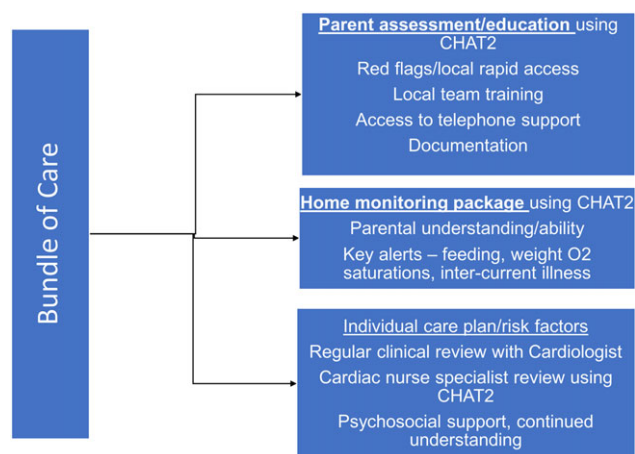 Bundle of Care
Parent assessment/education using
CHAT2
Red flags/local rapid access
Local team training
Access to telephone support
Documentation
Home monitoring package using CHAT2
Parental understanding/ability
Key alerts – feeding, weight O2
saturations, inter-current illness
Individual care plan/risk factors
Regular clinical review with Cardiologist
Cardiac nurse specialist review using
CHAT2
Psychosocial support, continued
understanding